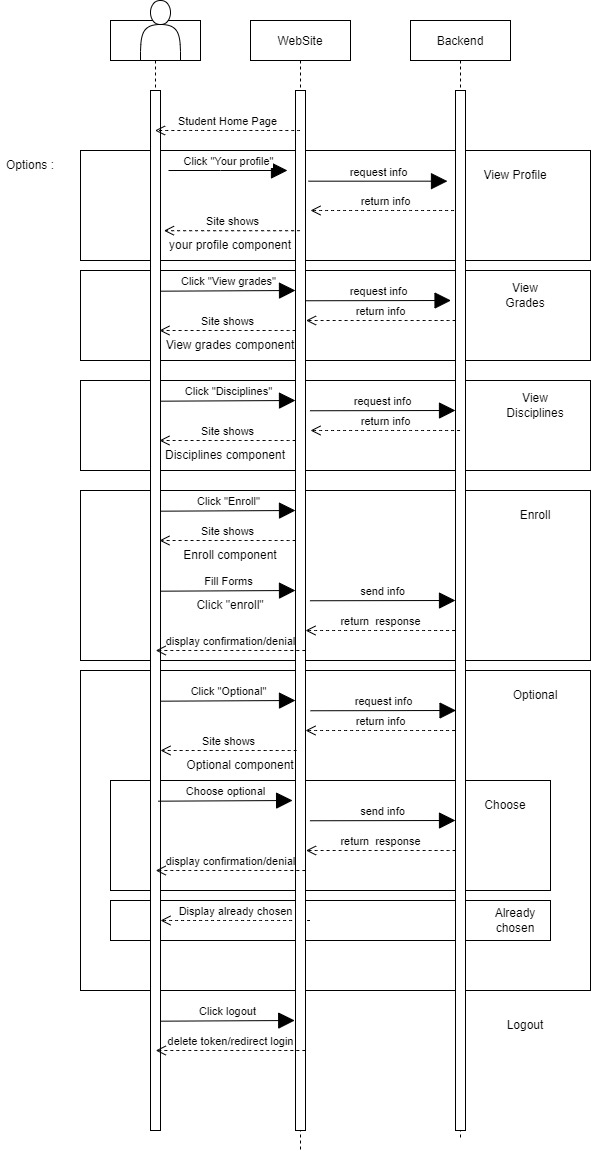 WebSite
Backend
Student Home Page
Options :
Click "Your profile"
request info
View Profile
return info
Site shows
your profile component
Click "View grades"
request info
View
Grades
return info
Site shows
View grades component
Click "Disciplines"
request info
View
Disciplines
return info
Site shows
Disciplines component
Click "Enroll"
Enroll
Site shows
Enroll component
Fill Forms
Click "enroll"
send info
return  response
display confirmation/denial
Click "Optional"
request info
Optional
return info
Site shows
Optional component
Choose optional
send info
Choose
return  response
display confirmation/denial
Display already chosen
Already
chosen
Click logout
Logout
delete token/redirect login